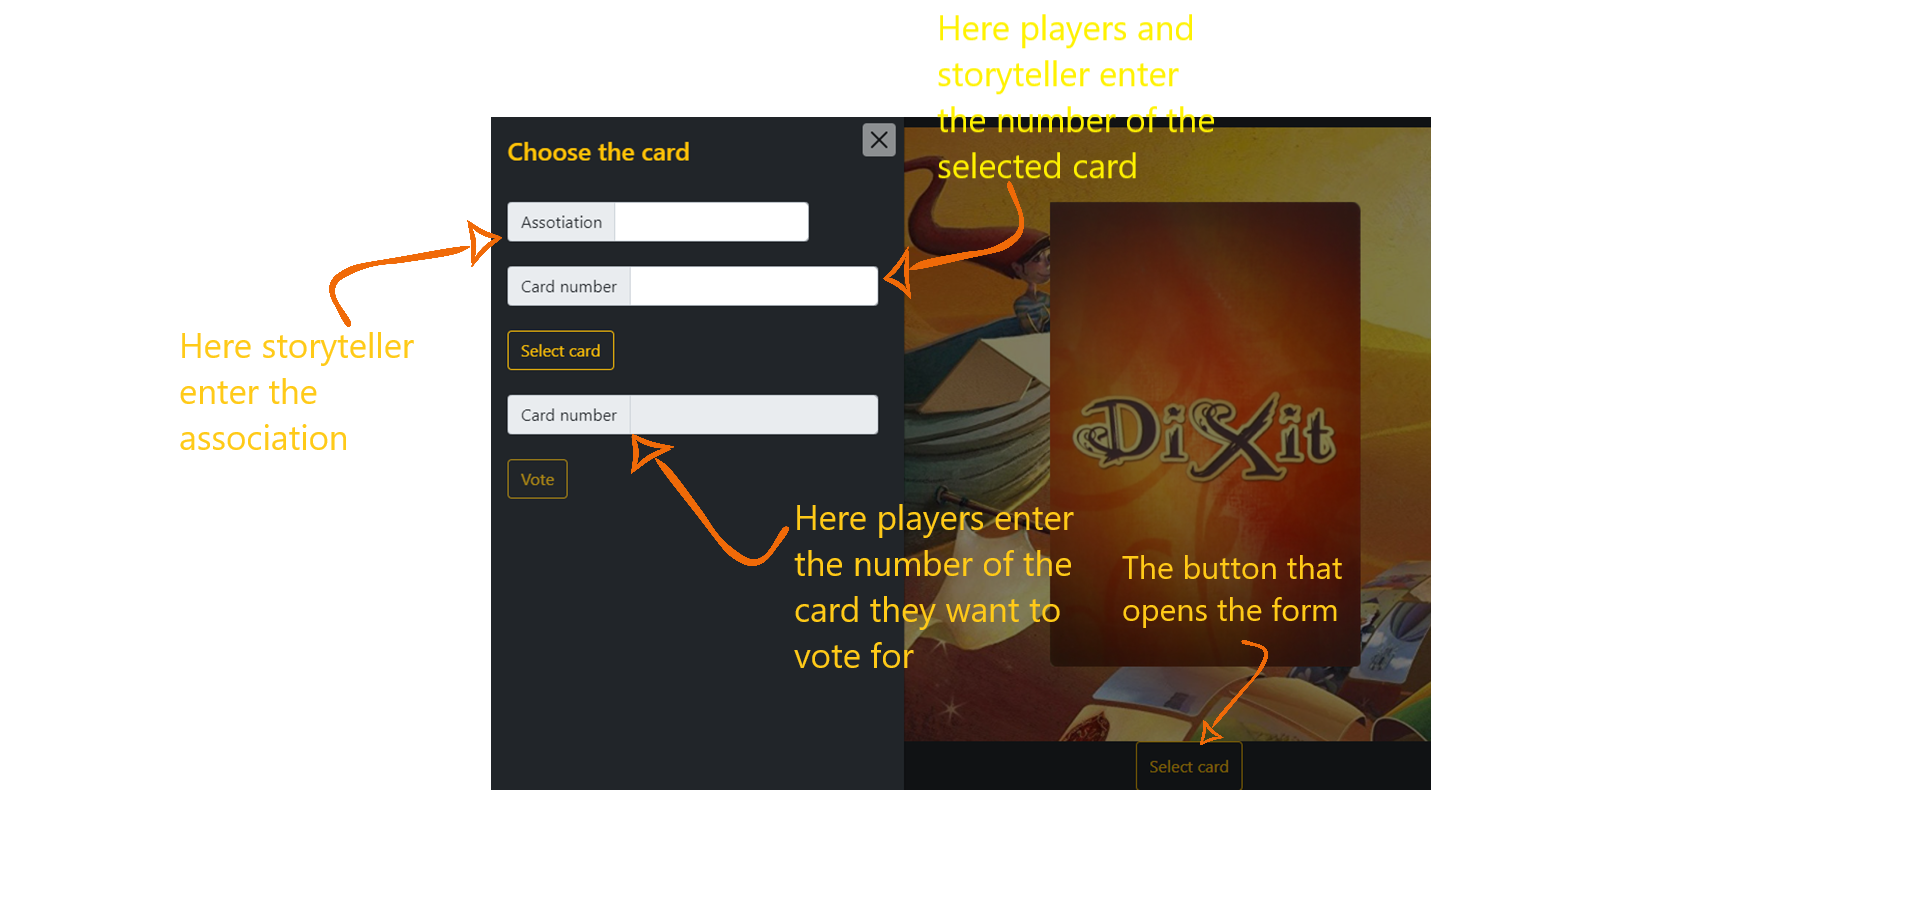 Here players and
storyteller enter
the number of the
selected card
Choose the card
Assotiation
Card number
Select card
Card number
Vote
Here storyteller
enter the
association
Here players enter
the number of the
card they want to
vote for
DiXit
The button that
opens the form
Select card